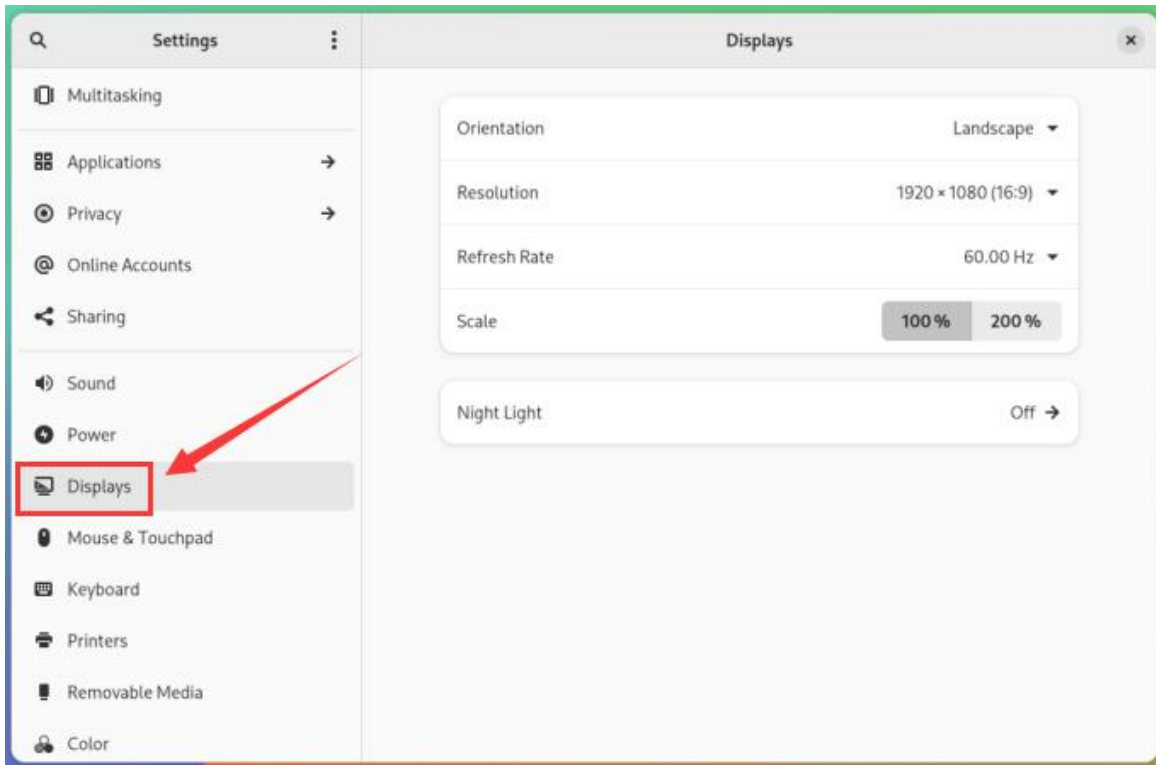 Settings
Displays
Multitasking
Applications
Privacy
Online Accounts
Sharing
Sound
Power
Displays
Mouse & Touchpad
Keyboard
Printers
Removable Media
Color
Orientation Landscape
Resolution 1920 × 1080 (16:9)
Refresh Rate 60.00 Hz
Scale 100 % 200 %
Night Light Off